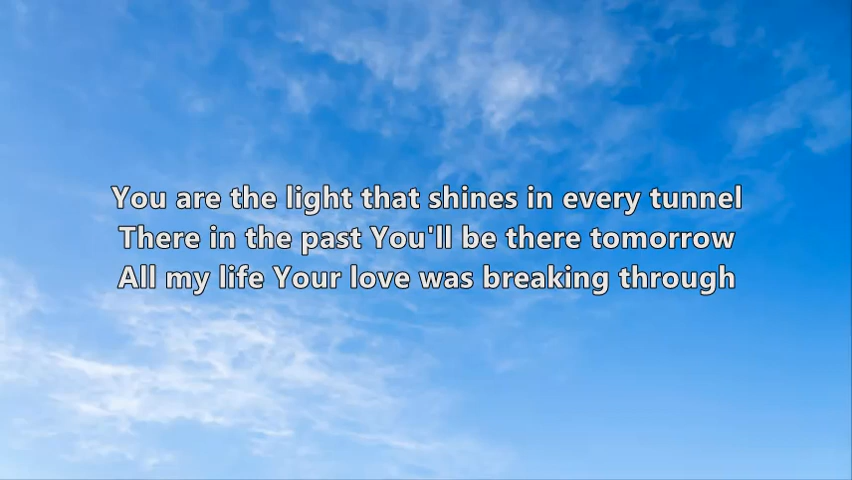 You are the light that shines in every tunnel
There in the past You'll be there tomorrow
All my life Your love was breaking through